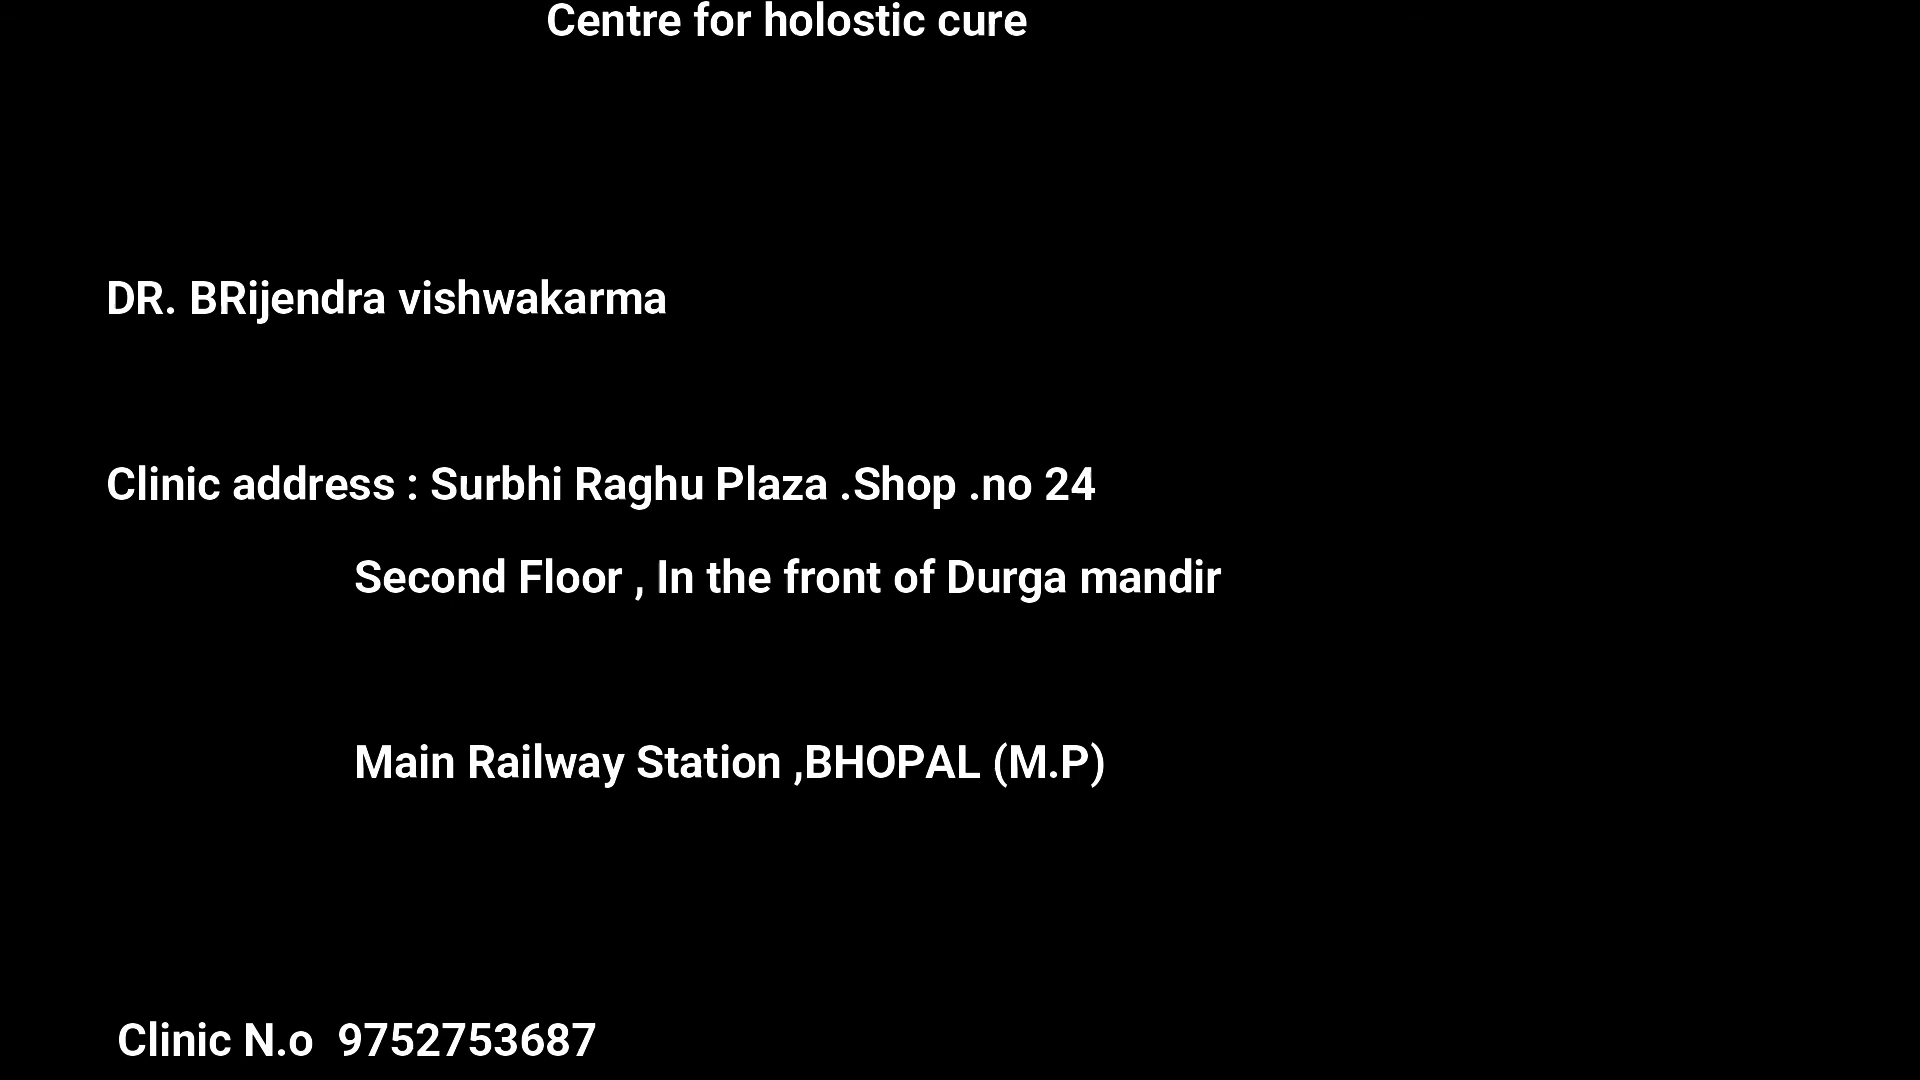 Centre for holostic cure
DR. BRijendra vishwakarma
Clinic address : Surbhi Raghu Plaza .Shop .no 24
Second Floor , In the front of Durga mandir
Main Railway Station ,BHOPAL (M.P)
Clinic N.o  9752753687